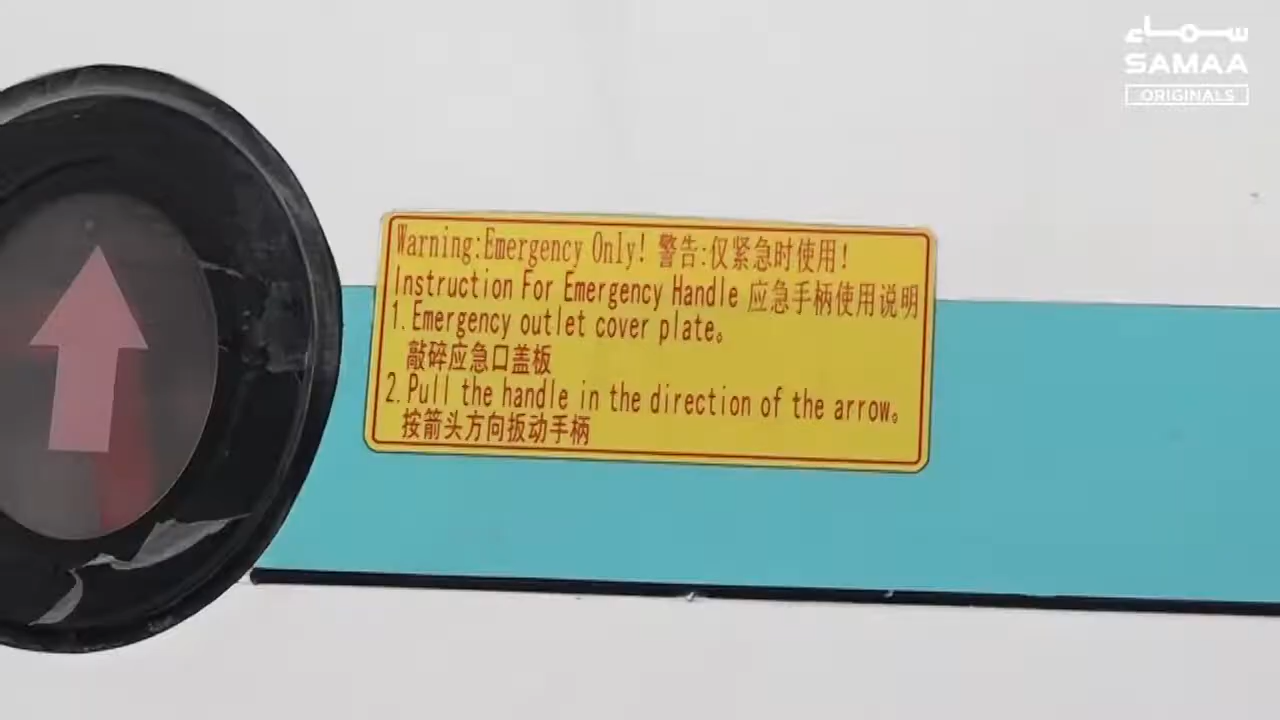 سماء
SAMAA
ORIGINALS
Warning:Emergency Only! 警告:仅紧急时使用!
Instruction For Emergency Handle 应急手柄使用说明
1.Emergency outlet cover plate。
敲碎应急口盖板
2.Pull the handle in the direction of the arrow。
按箭头方向扳动手柄